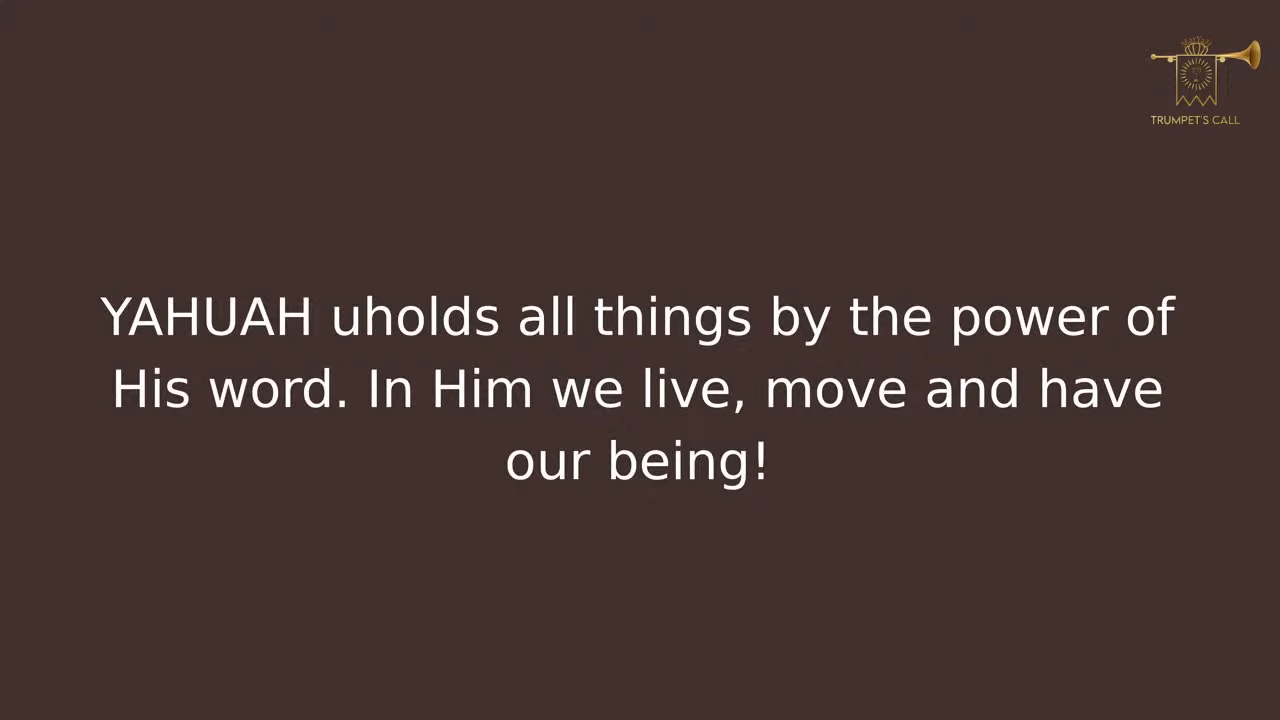 TRUMPET'S CALL
YAHUAH uholds all things by the power of
His word. In Him we live, move and have
our being!